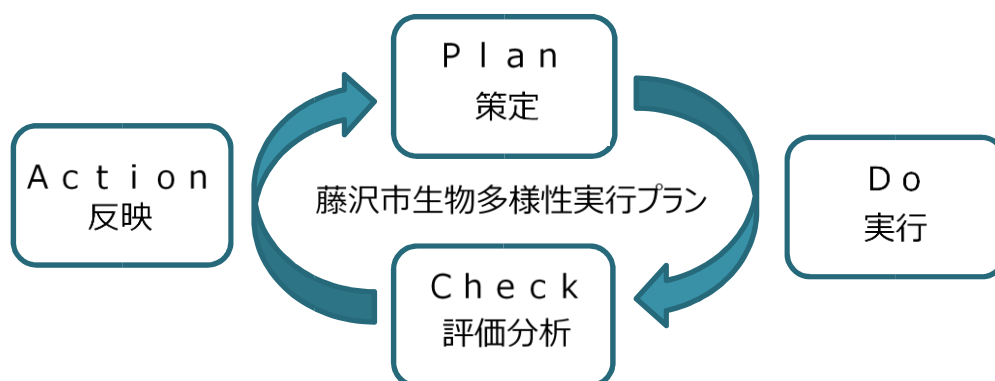 Ｐｌａｎ
策定
Ａｃｔｉｏｎ
反映
藤沢市生物多様性実行プラン
Ｄｏ
実行
Ｃｈｅｃｋ
評価分析